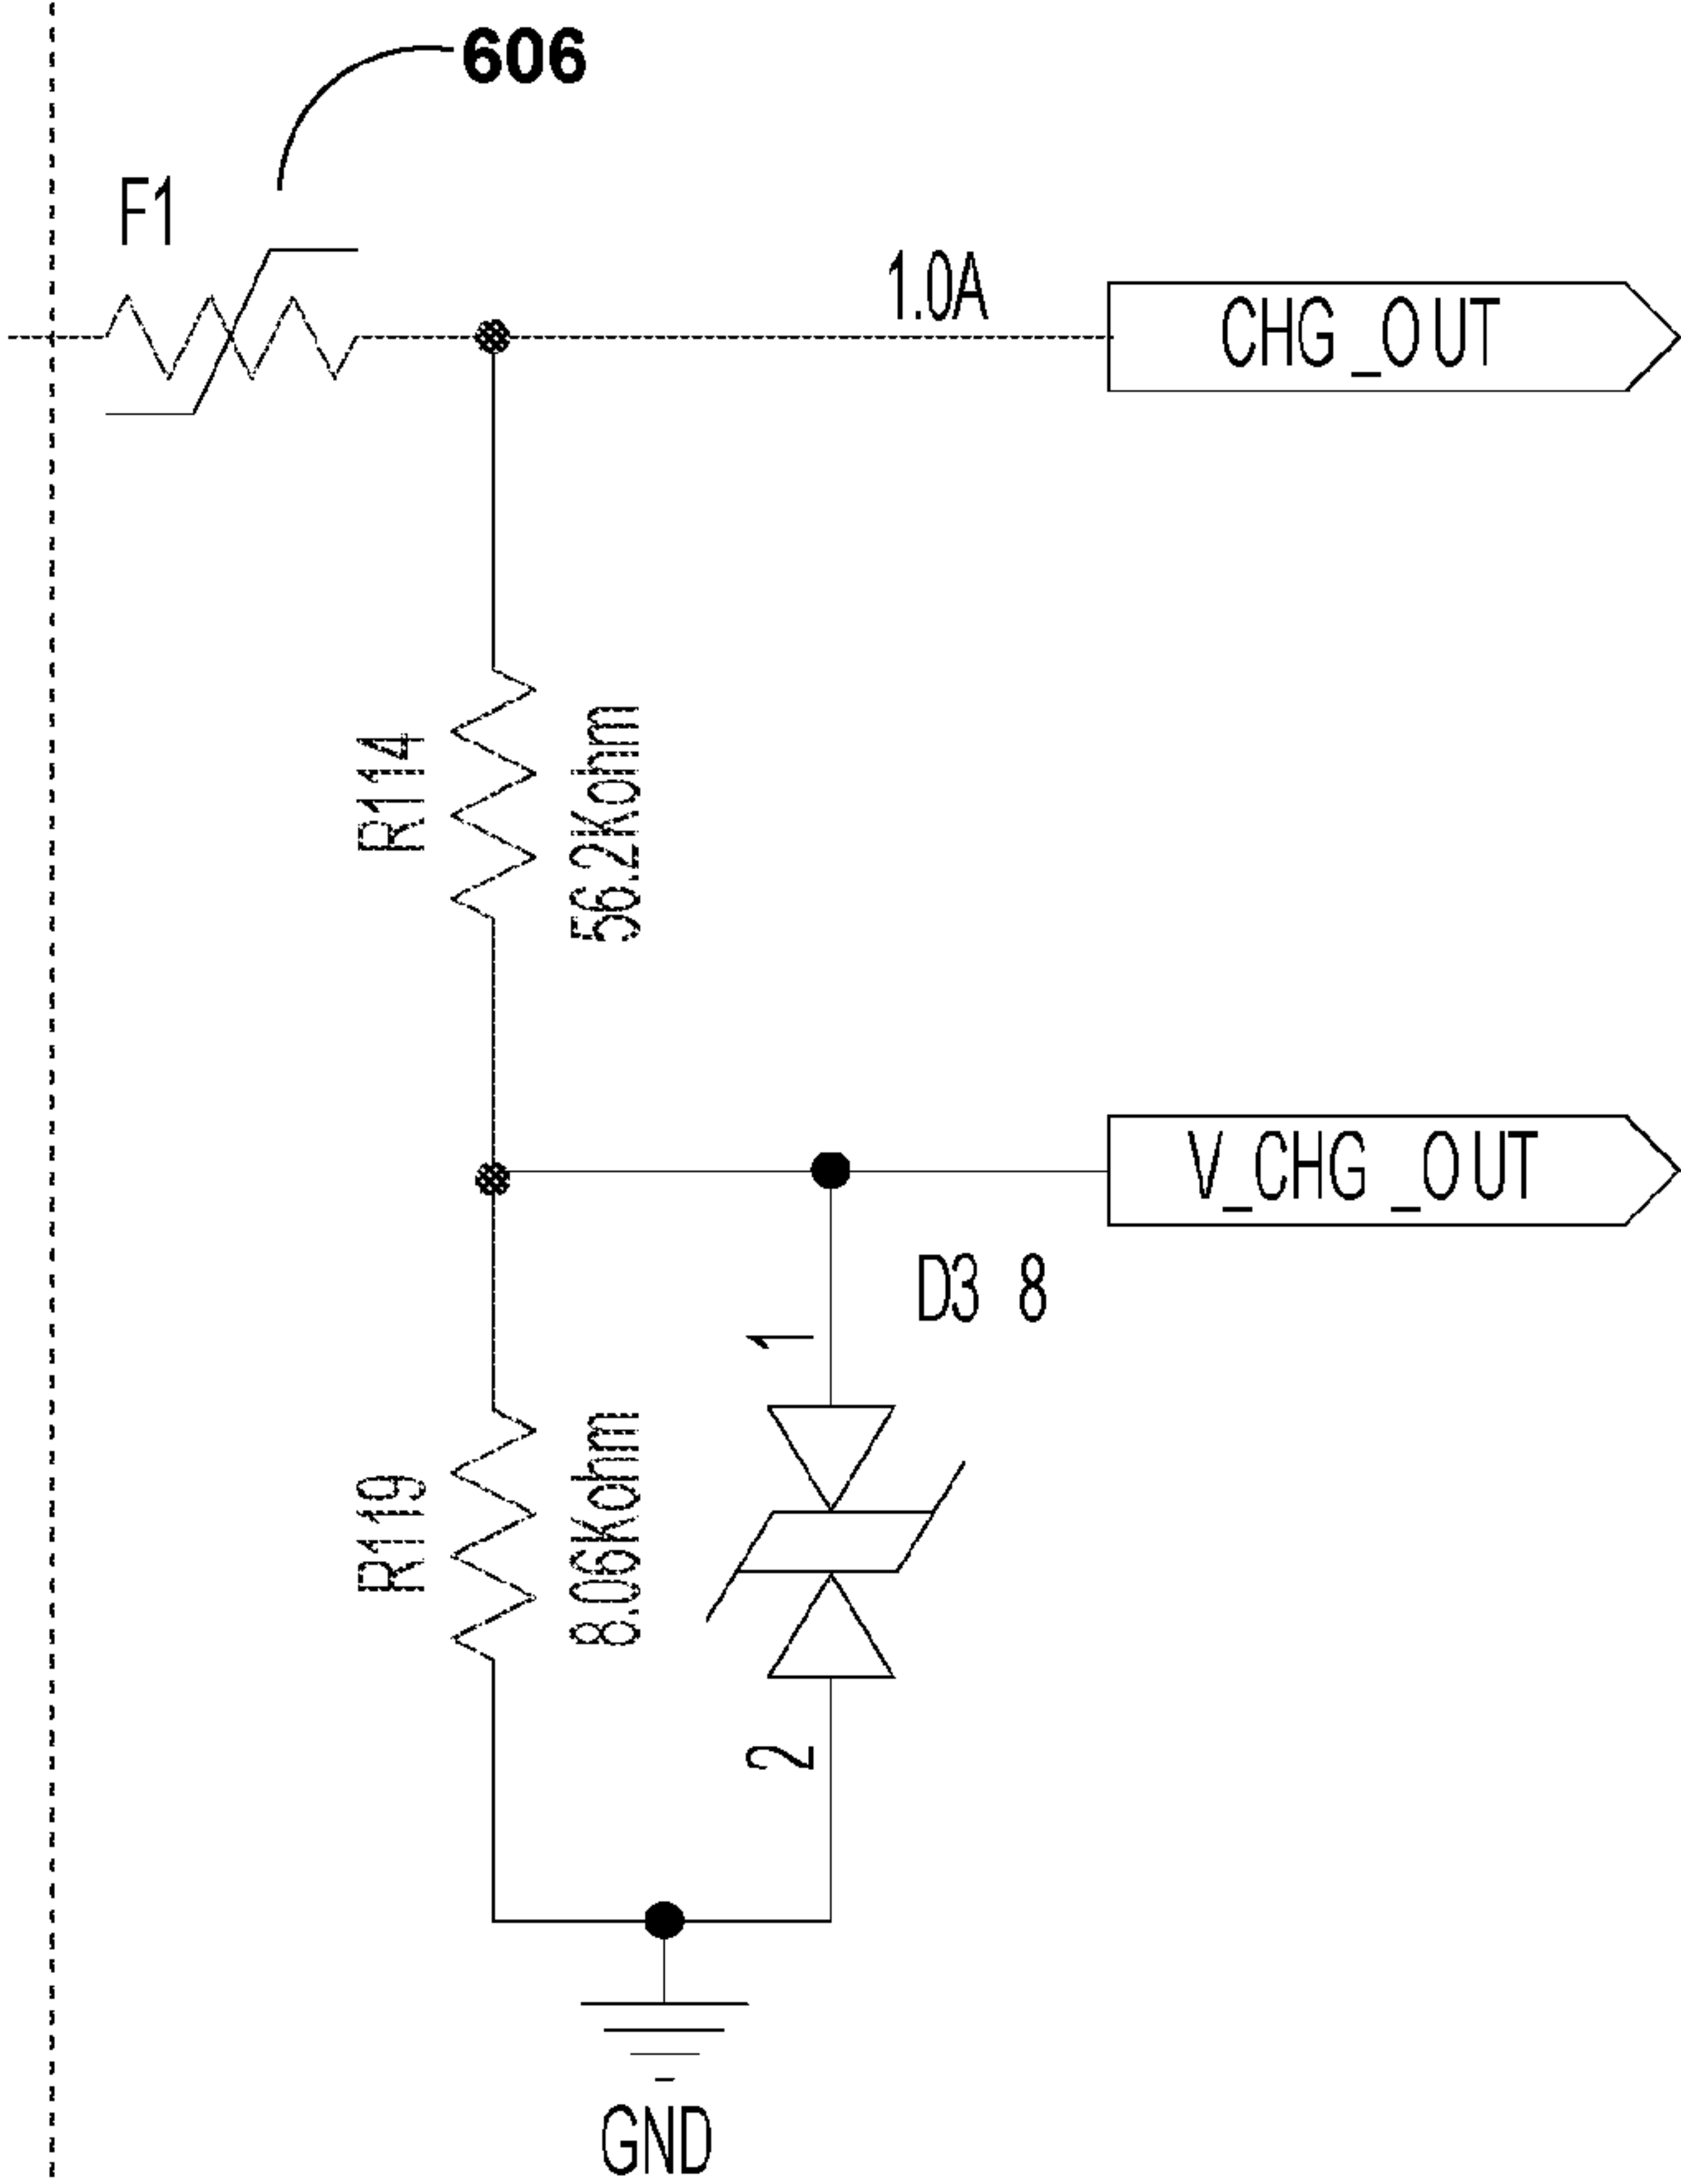 606
F1
1.0A
CHG_OUT
R114
56.2Kohm
V_CHG_OUT
D3 8
1
R119
8.06Kohm
2
GND